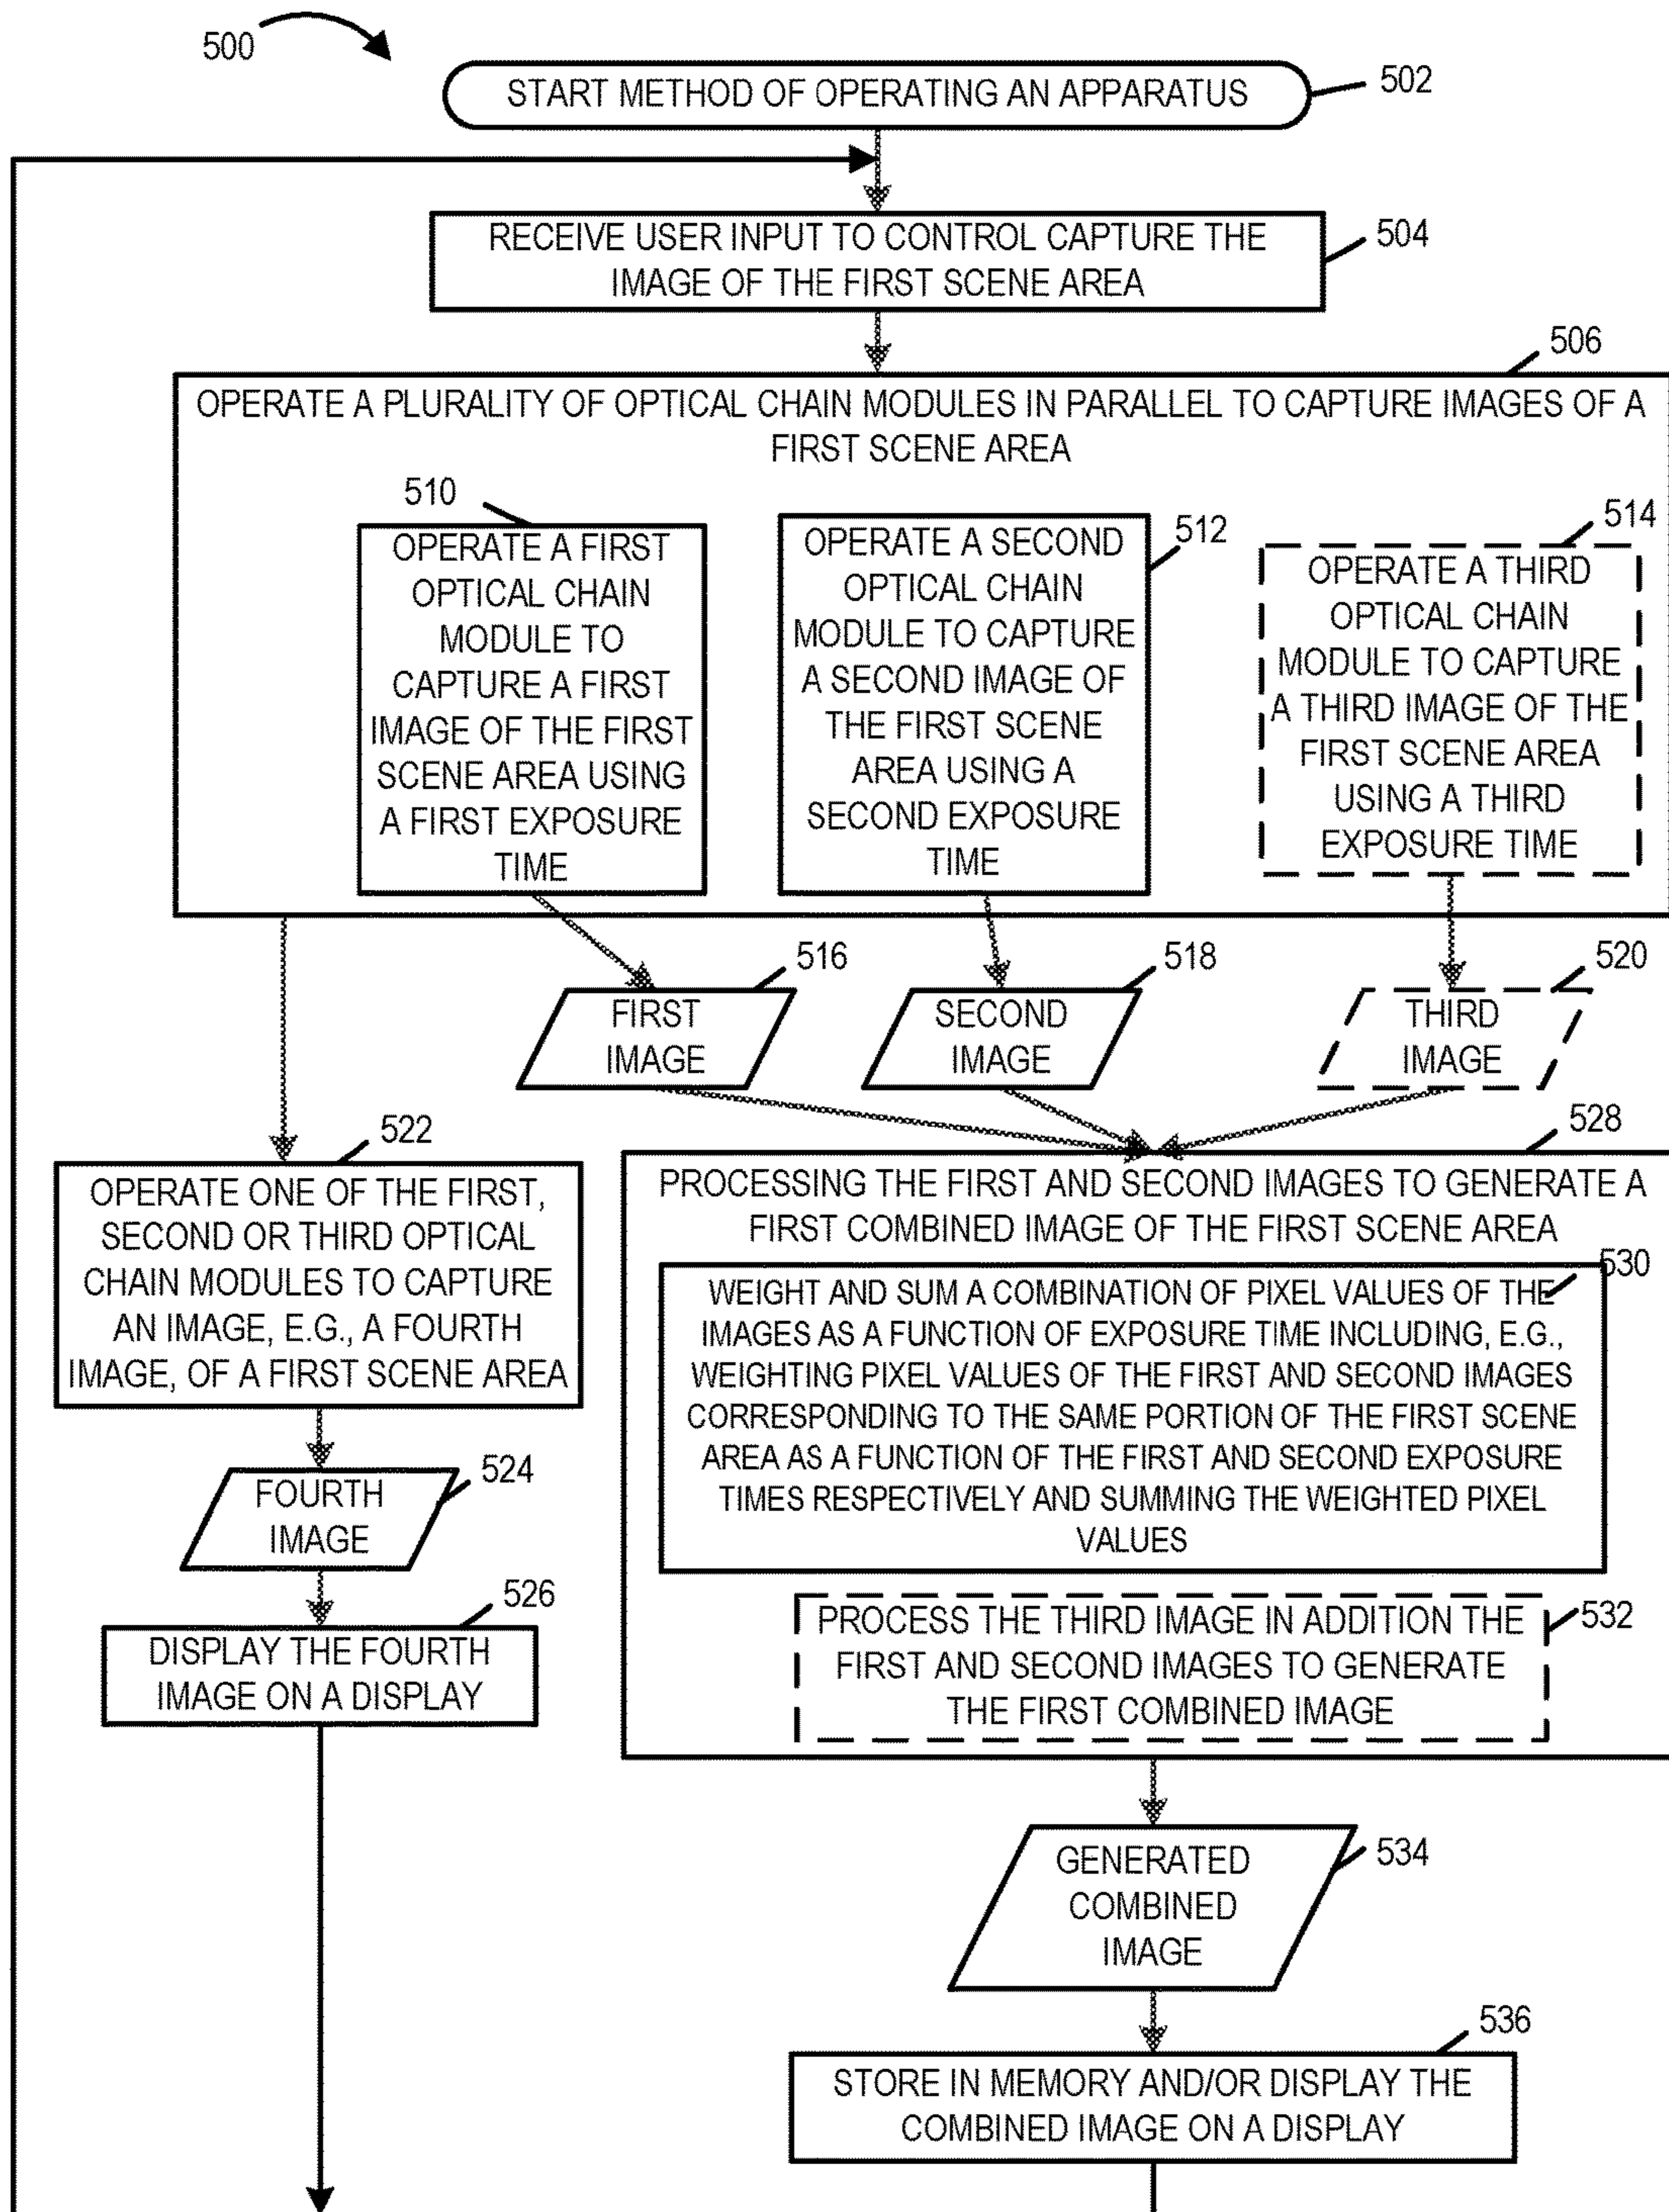 500
START METHOD OF OPERATING AN APPARATUS
502
RECEIVE USER INPUT TO CONTROL CAPTURE THE
IMAGE OF THE FIRST SCENE AREA
504
506
OPERATE A PLURALITY OF OPTICAL CHAIN MODULES IN PARALLEL TO CAPTURE IMAGES OF A
FIRST SCENE AREA
510
OPERATE A FIRST
OPTICAL CHAIN
MODULE TO
CAPTURE A FIRST
IMAGE OF THE FIRST
SCENE AREA USING
A FIRST EXPOSURE
TIME
512
OPERATE A SECOND
OPTICAL CHAIN
MODULE TO CAPTURE
A SECOND IMAGE OF
THE FIRST SCENE
AREA USING A
SECOND EXPOSURE
TIME
514
OPERATE A THIRD
OPTICAL CHAIN
MODULE TO CAPTURE
A THIRD IMAGE OF THE
FIRST SCENE AREA
USING A THIRD
EXPOSURE TIME
516
FIRST
IMAGE
518
SECOND
IMAGE
520
THIRD
IMAGE
522
OPERATE ONE OF THE FIRST,
SECOND OR THIRD OPTICAL
CHAIN MODULES TO CAPTURE
AN IMAGE, E.G., A FOURTH
IMAGE, OF A FIRST SCENE AREA
524
FOURTH
IMAGE
526
DISPLAY THE FOURTH
IMAGE ON A DISPLAY
528
PROCESSING THE FIRST AND SECOND IMAGES TO GENERATE A
FIRST COMBINED IMAGE OF THE FIRST SCENE AREA
530
WEIGHT AND SUM A COMBINATION OF PIXEL VALUES OF THE
IMAGES AS A FUNCTION OF EXPOSURE TIME INCLUDING, E.G.,
WEIGHTING PIXEL VALUES OF THE FIRST AND SECOND IMAGES
CORRESPONDING TO THE SAME PORTION OF THE FIRST SCENE
AREA AS A FUNCTION OF THE FIRST AND SECOND EXPOSURE
TIMES RESPECTIVELY AND SUMMING THE WEIGHTED PIXEL
VALUES
532
PROCESS THE THIRD IMAGE IN ADDITION THE
FIRST AND SECOND IMAGES TO GENERATE
THE FIRST COMBINED IMAGE
534
GENERATED
COMBINED
IMAGE
536
STORE IN MEMORY AND/OR DISPLAY THE
COMBINED IMAGE ON A DISPLAY